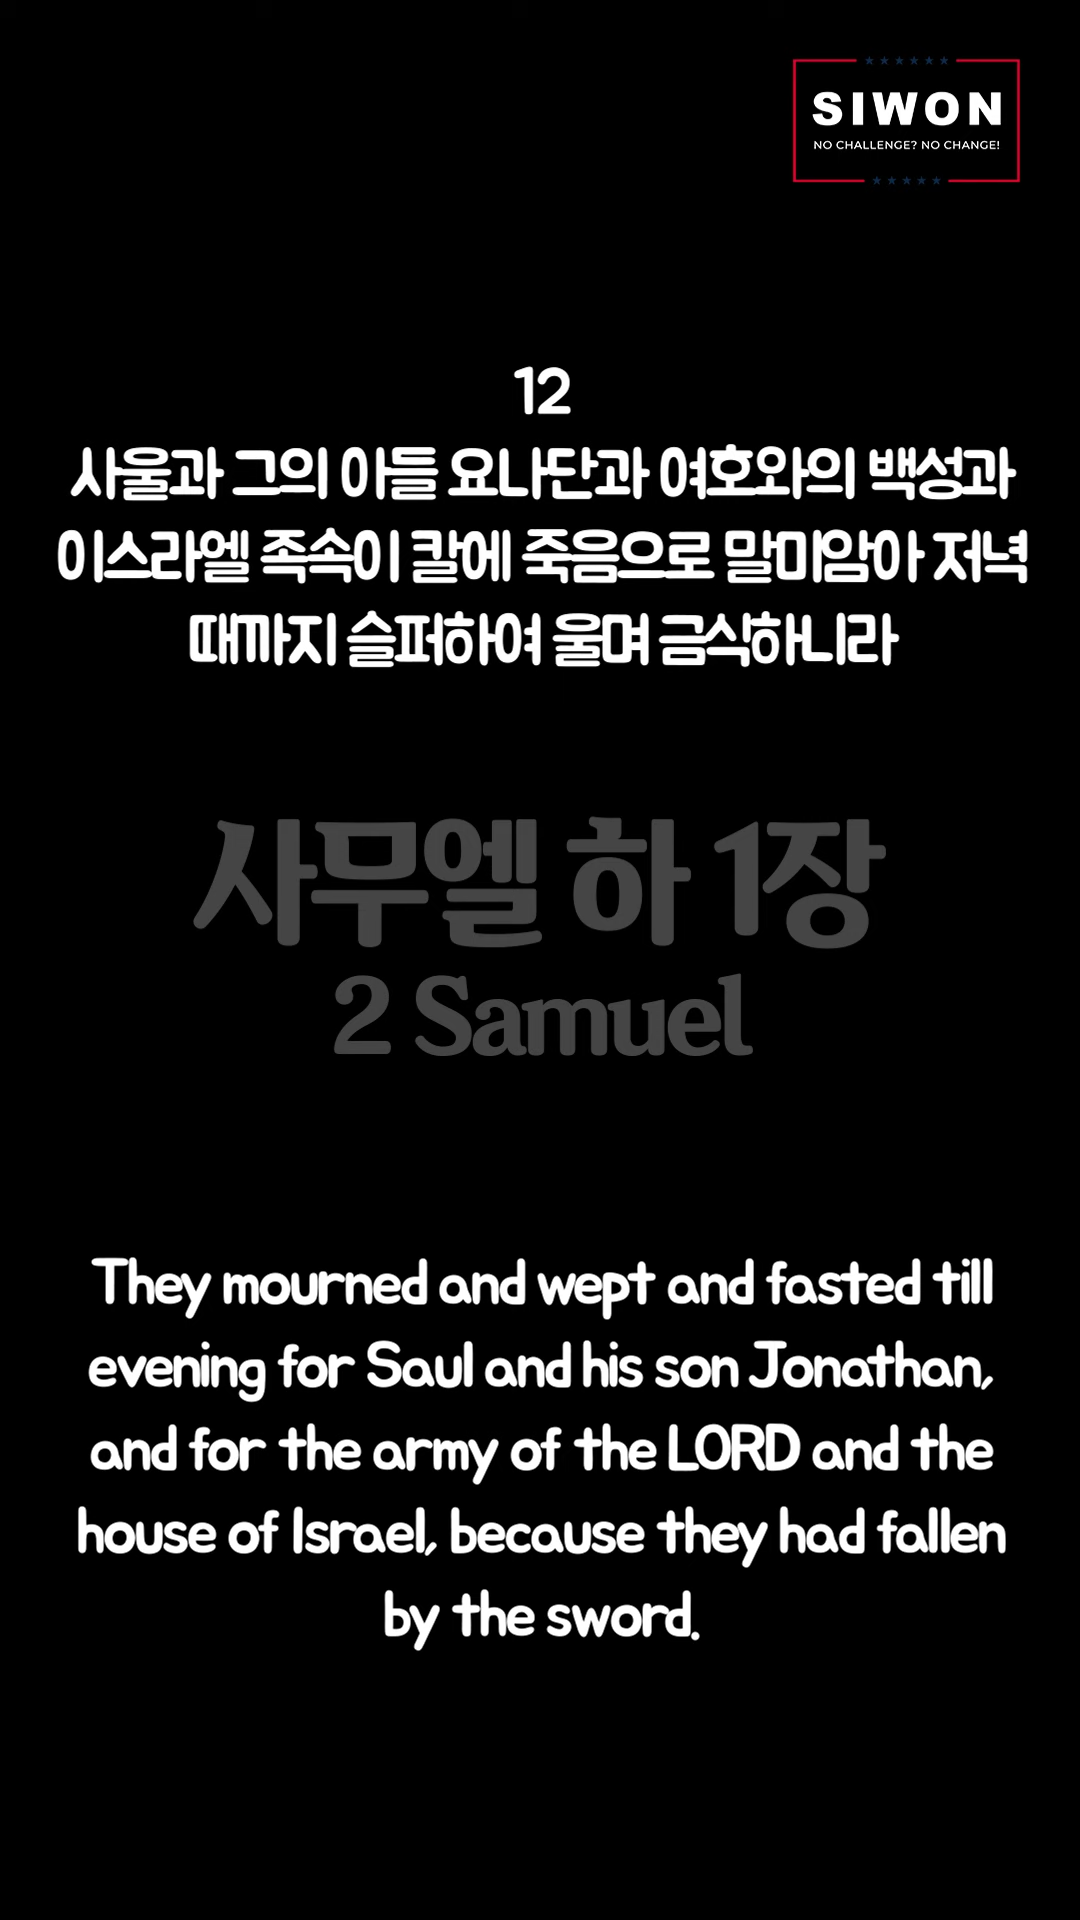 SIWON
NO CHALLENGE? NO CHANGE!
12
사울과 그의 아들 요나단과 여호와의 백성과
이스라엘 족속이 칼에 죽음으로 말미암아 저녁
때까지 슬퍼하여 울며 금식하니라
사무엘 하 1장
2 Samuel
They mourned and wept and fasted till
evening for Saul and his son Jonathan,
and for the army of the LORD and the
house of Israel, because they had fallen
by the sword.